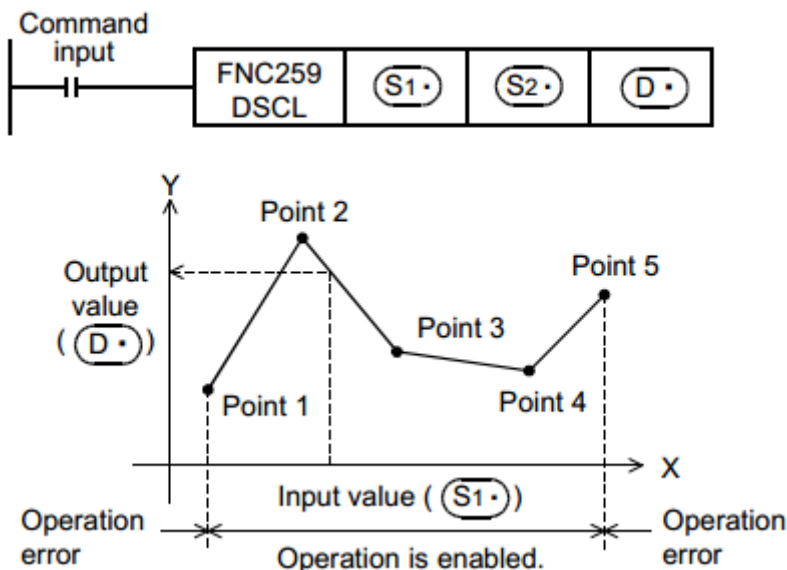 Command
input
FNC259
DSCL
S1・
S2・
D・
Y
Point 2
Output
value
( D・ )
Point 5
Point 3
Point 1
Point 4
X
Input value ( S1・ )
Operation
error
Operation is enabled.
Operation
error